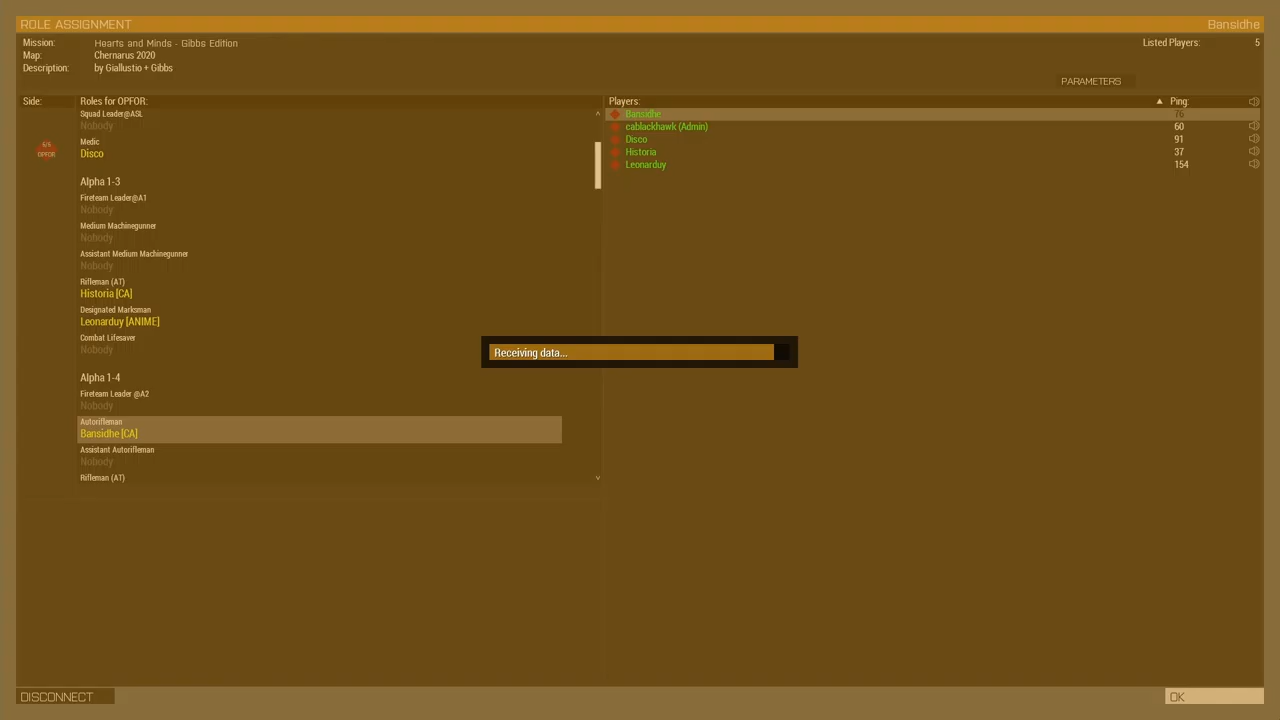 ROLE ASSIGNMENT
Bansidhe
Mission: Hearts and Minds - Gibbs Edition
Map: Chernarus 2020
Description: by Giallustio + Gibbs
Listed Players: 5
PARAMETERS
Side:
OPFOR
Roles for OPFOR:
Squad Leader@ASL
Nobody
Medic
Disco
Alpha 1-3
Fireteam Leader@A1
Nobody
Medium Machinegunner
Nobody
Assistant Medium Machinegunner
Nobody
Rifleman (AT)
Historia [CA]
Designated Marksman
Leonarduy [ANIME]
Combat Lifesaver
Nobody
Alpha 1-4
Fireteam Leader @A2
Nobody
Autorifleman
Bansidhe [CA]
Assistant Autorifleman
Nobody
Rifleman (AT)
Players: Ping:
Bansidhe 76
cablackhawk (Admin) 60
Disco 91
Historia 37
Leonarduy 154
Receiving data...
DISCONNECT
OK